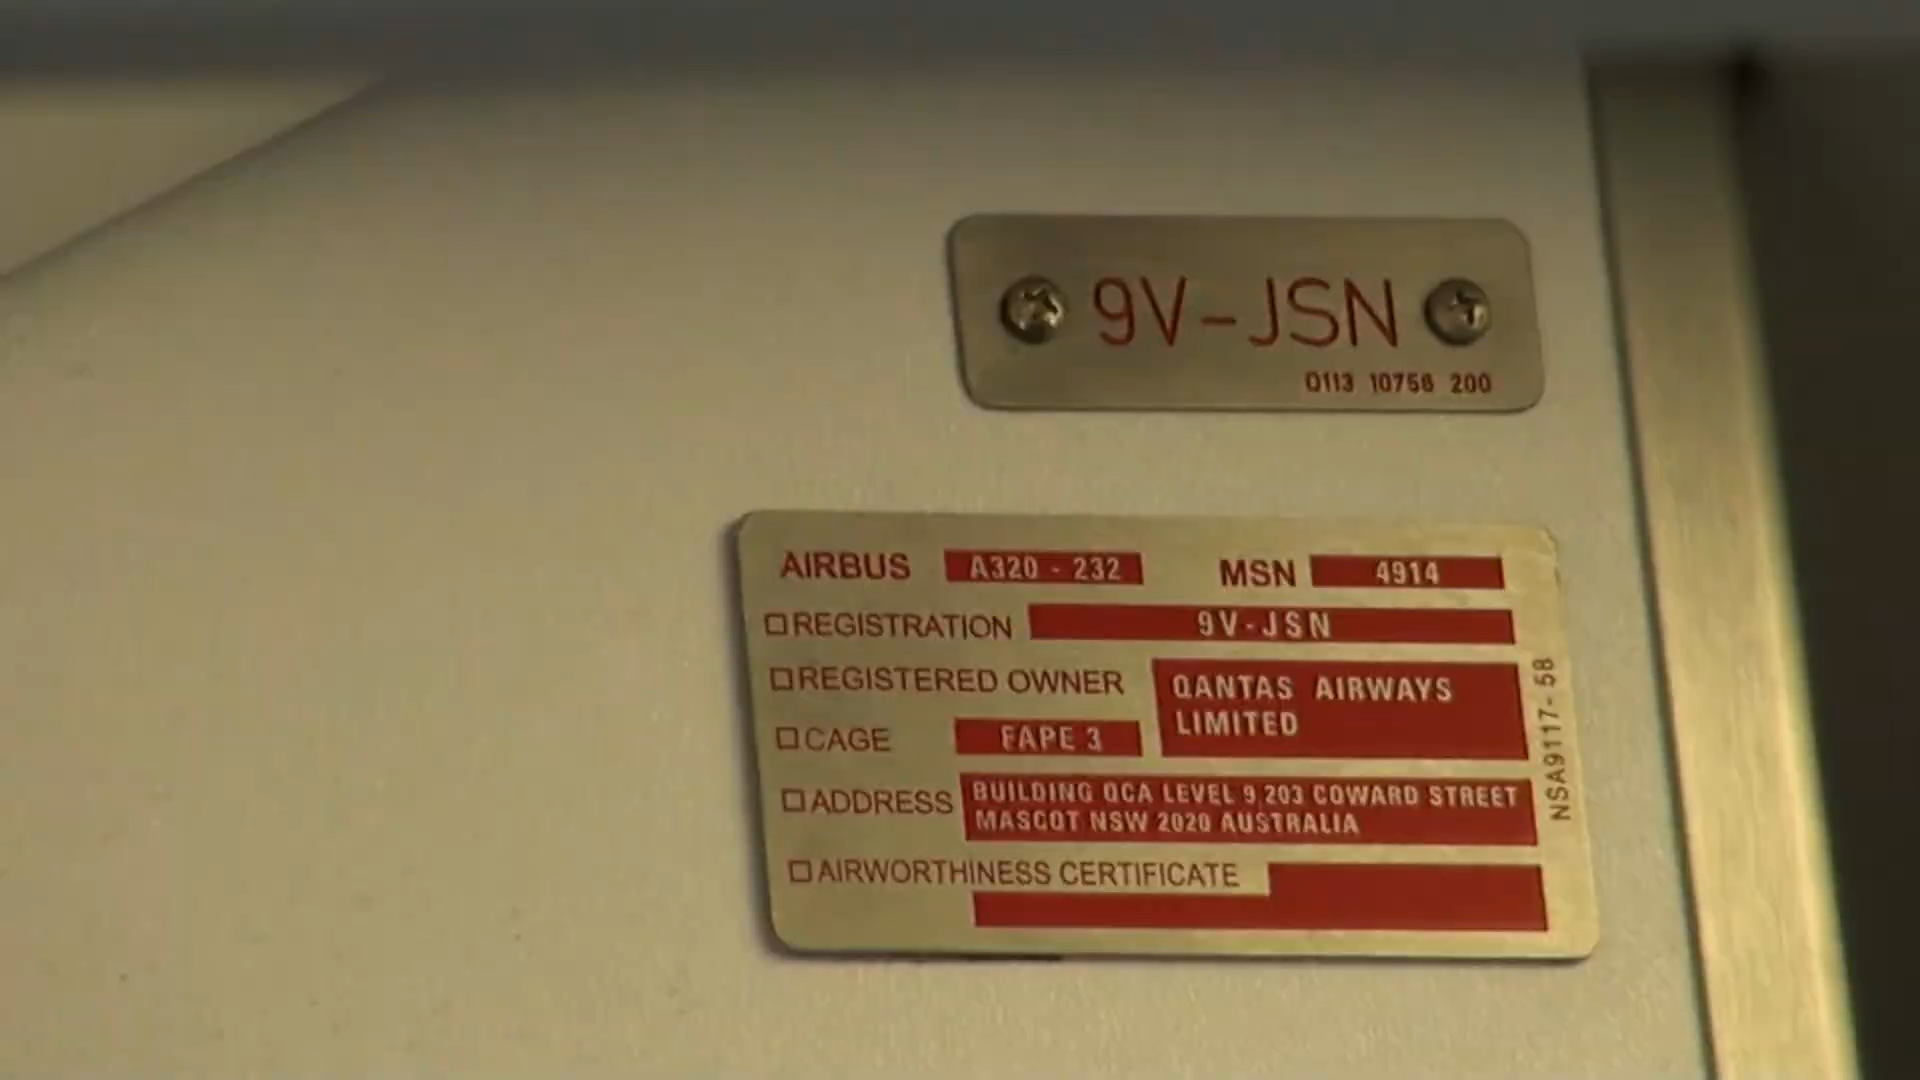 9V-JSN
0113 10756 200
AIRBUS A320 - 232 MSN 4914
REGISTRATION 9V-JSN
REGISTERED OWNER QANTAS AIRWAYS
LIMITED
CAGE FAPE 3
ADDRESS BUILDING QCA LEVEL 9,203 COWARD STREET
MASCOT NSW 2020 AUSTRALIA
AIRWORTHINESS CERTIFICATE
NSA9117-58